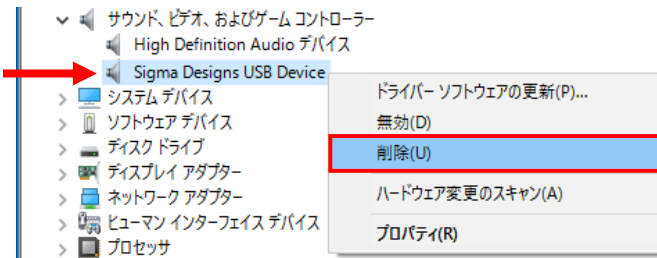 サウンド、ビデオ、およびゲーム コントローラー
High Definition Audio デバイス
Sigma Designs USB Device
システム デバイス
ソフトウェア デバイス
ディスク ドライブ
ディスプレイ アダプター
ネットワーク アダプター
ヒューマン インターフェイス デバイス
プロセッサ
ドライバー ソフトウェアの更新(P)...
無効(D)
削除(U)
ハードウェア変更のスキャン(A)
プロパティ(R)